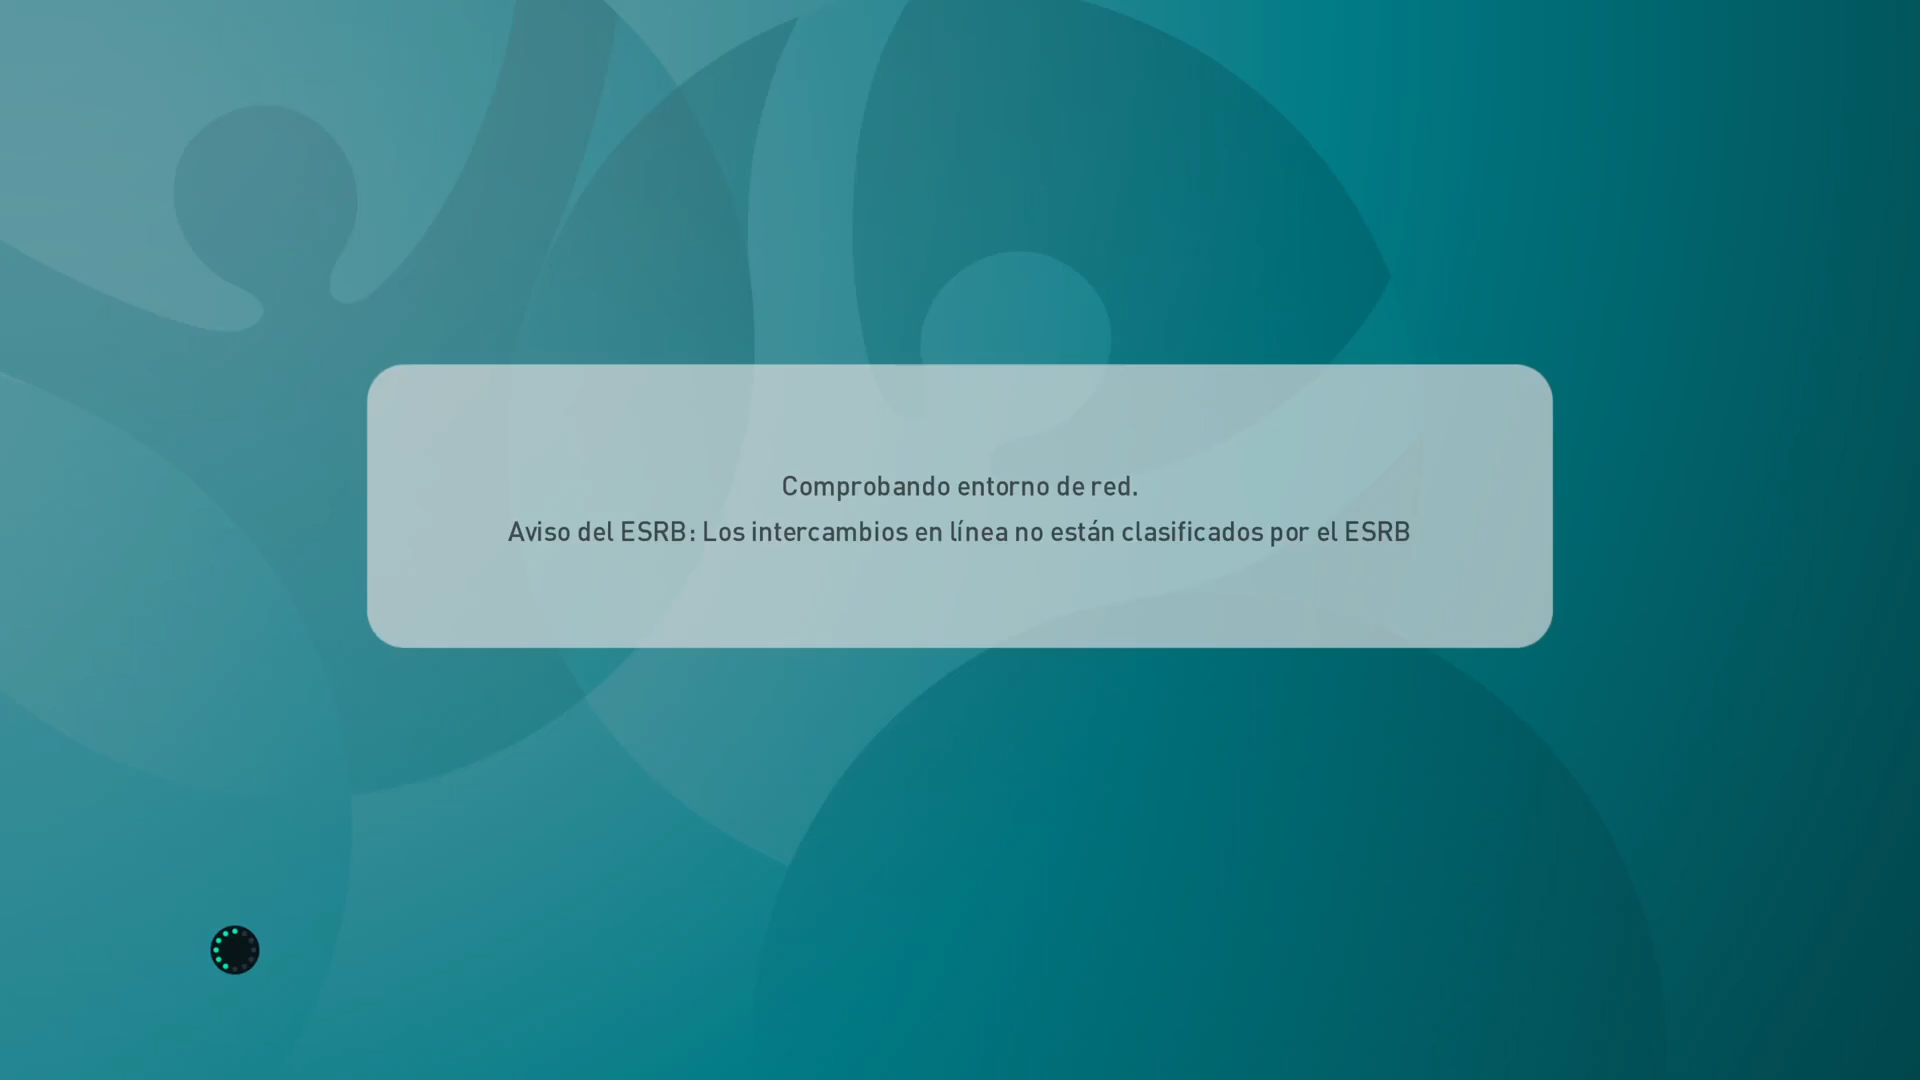 Comprobando entorno de red.
Aviso del ESRB: Los intercambios en línea no están clasificados por el ESRB